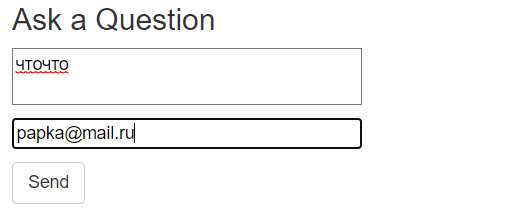 Ask a Question
чточто
papka@mail.ru
Send